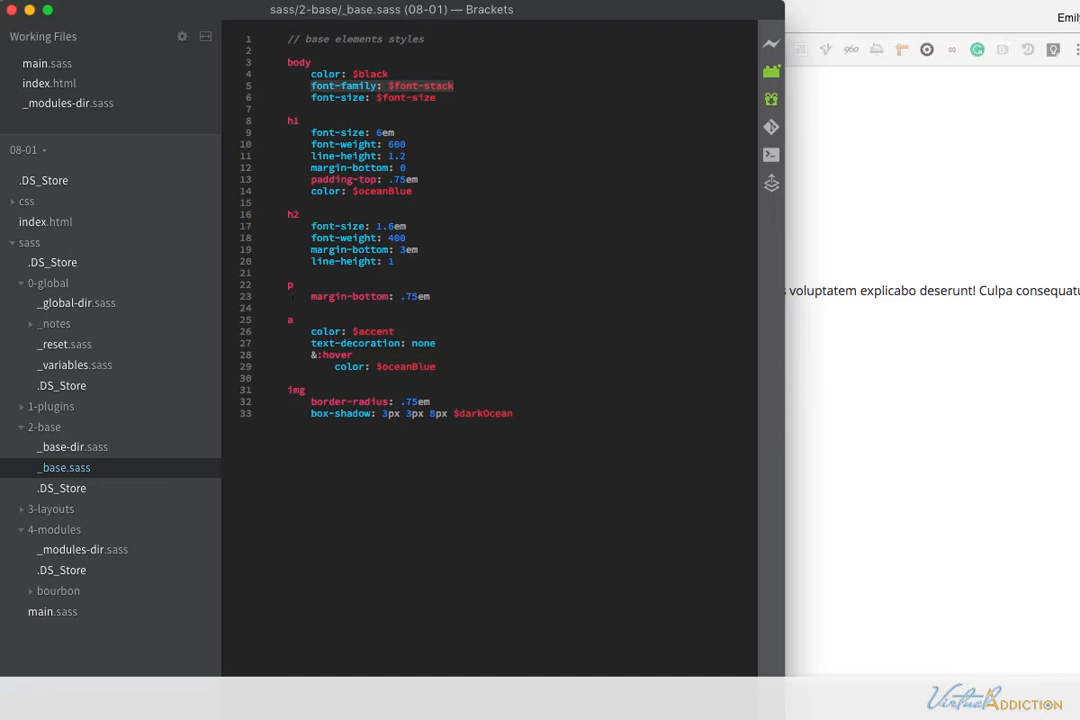 sass/2-base/_base.sass (08-01) — Brackets
Emily
Working Files
main.sass
index.html
_modules-dir.sass
08-01
.DS_Store
css
index.html
sass
.DS_Store
0-global
_global-dir.sass
_notes
_reset.sass
_variables.sass
.DS_Store
1-plugins
2-base
_base-dir.sass
_base.sass
.DS_Store
3-layouts
4-modules
_modules-dir.sass
.DS_Store
bourbon
main.sass
1 // base elements styles
2
3 body
4 color: $black
5 font-family: $font-stack
6 font-size: $font-size
7
8 h1
9 font-size: 6em
10 font-weight: 600
11 line-height: 1.2
12 margin-bottom: 0
13 padding-top: .75em
14 color: $oceanBlue
15
16 h2
17 font-size: 1.6em
18 font-weight: 400
19 margin-bottom: 3em
20 line-height: 1
21
22 p
23 margin-bottom: .75em
24
25 a
26 color: $accent
27 text-decoration: none
28 &:hover
29 color: $oceanBlue
30
31 img
32 border-radius: .75em
33 box-shadow: 3px 3px 8px $darkOcean
960
s voluptatem explicabo deserunt! Culpa consequatu
Virtual ADDICTION